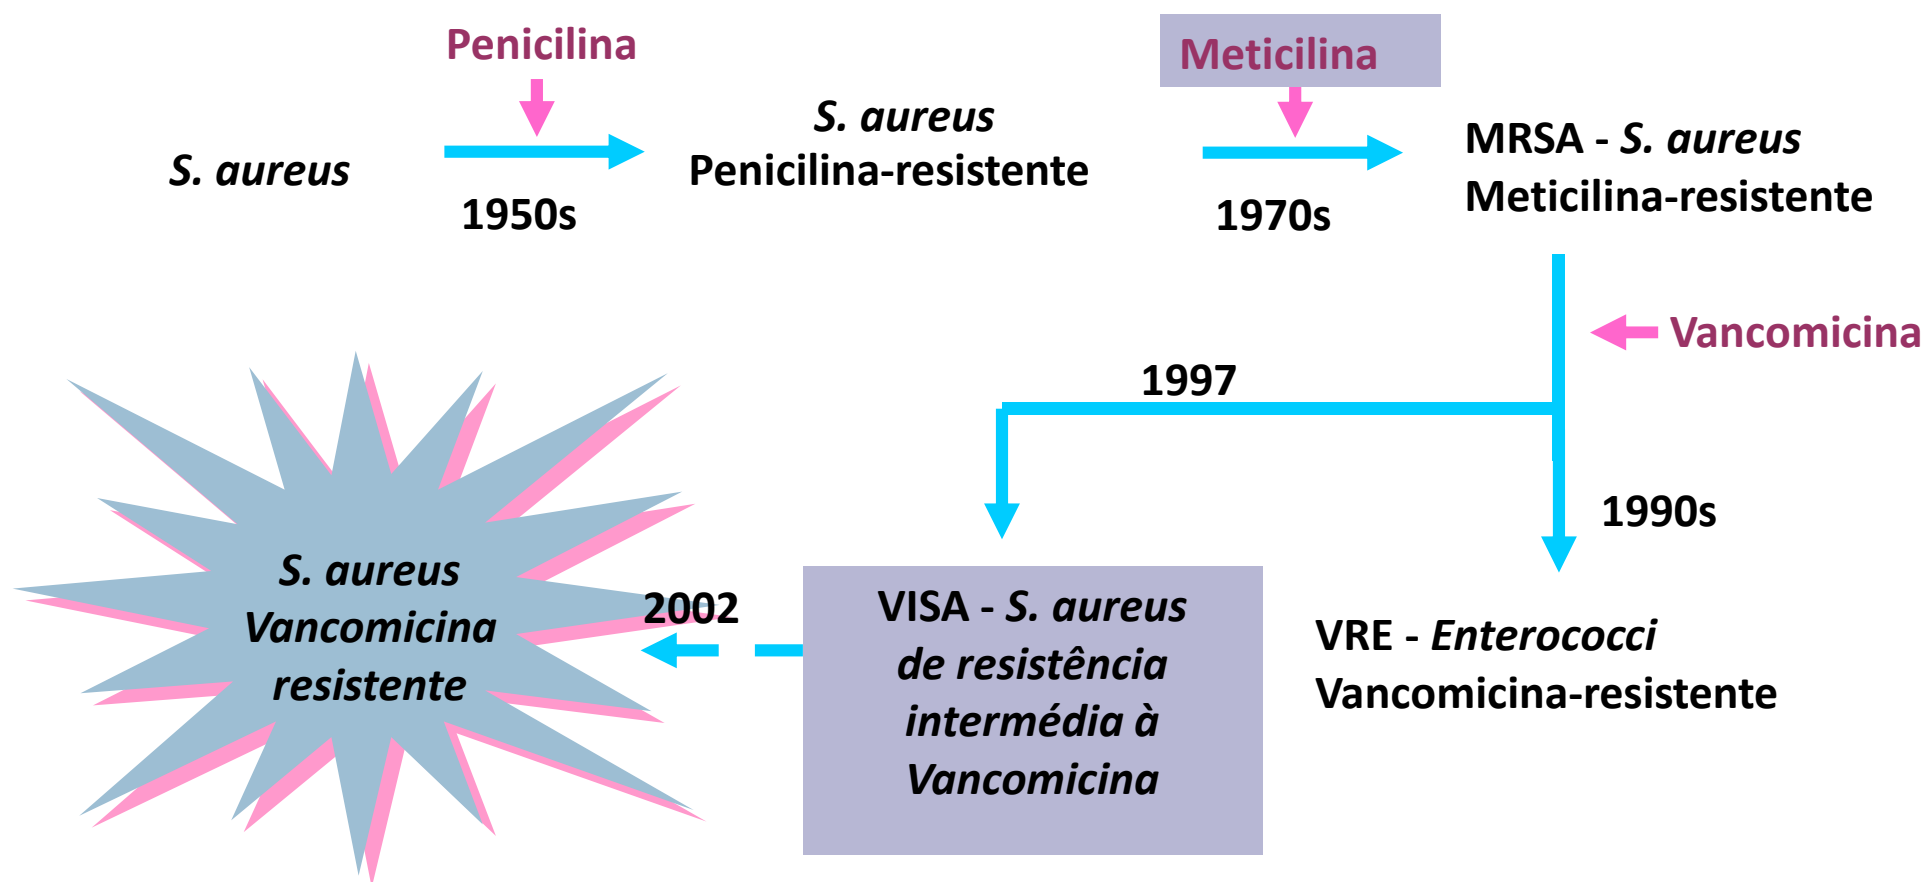 Penicilina
Meticilina
S. aureus
S. aureus
Penicilina-resistente
MRSA - S. aureus
Meticilina-resistente
1950s
1970s
Vancomicina
1997
1990s
S. aureus
Vancomicina
resistente
2002
VISA - S. aureus
de resistência
intermédia à
Vancomicina
VRE - Enterococci
Vancomicina-resistente